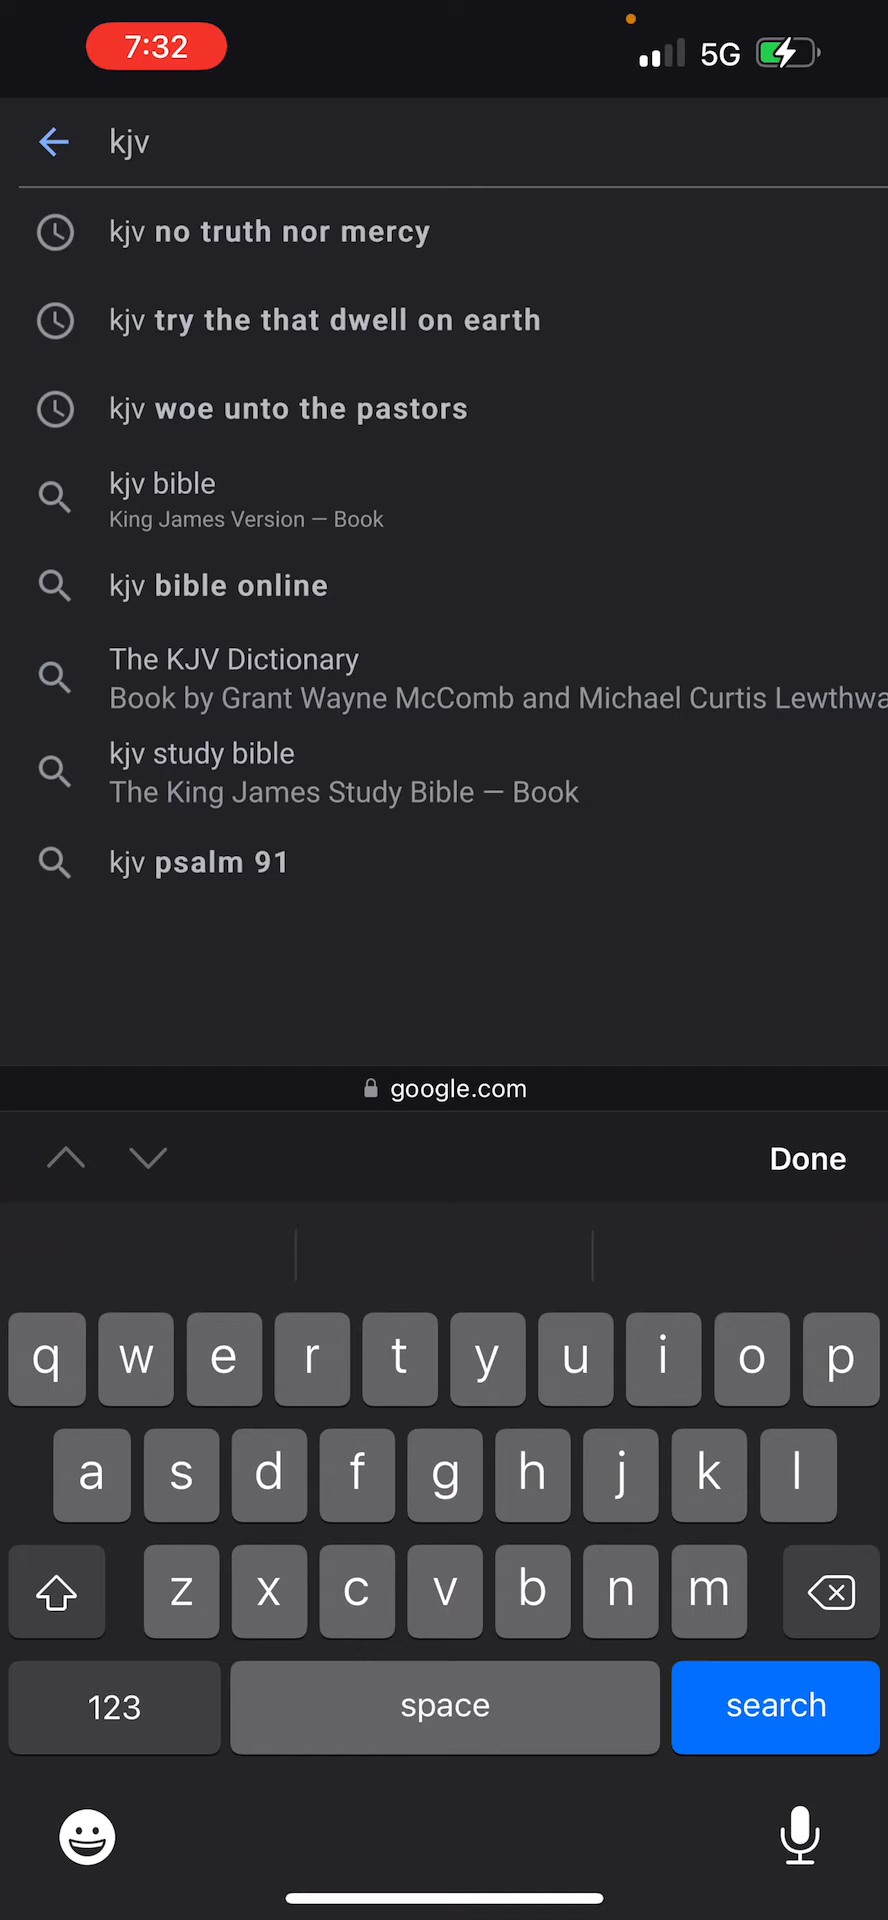 7:32
5G
kjv
kjv no truth nor mercy
kjv try the that dwell on earth
kjv woe unto the pastors
kjv bible
King James Version — Book
kjv bible online
The KJV Dictionary
Book by Grant Wayne McComb and Michael Curtis Lewthwa
kjv study bible
The King James Study Bible — Book
kjv psalm 91
google.com
Done
q w e r t y u i o p
a s d f g h j k l
z x c v b n m
123 space search